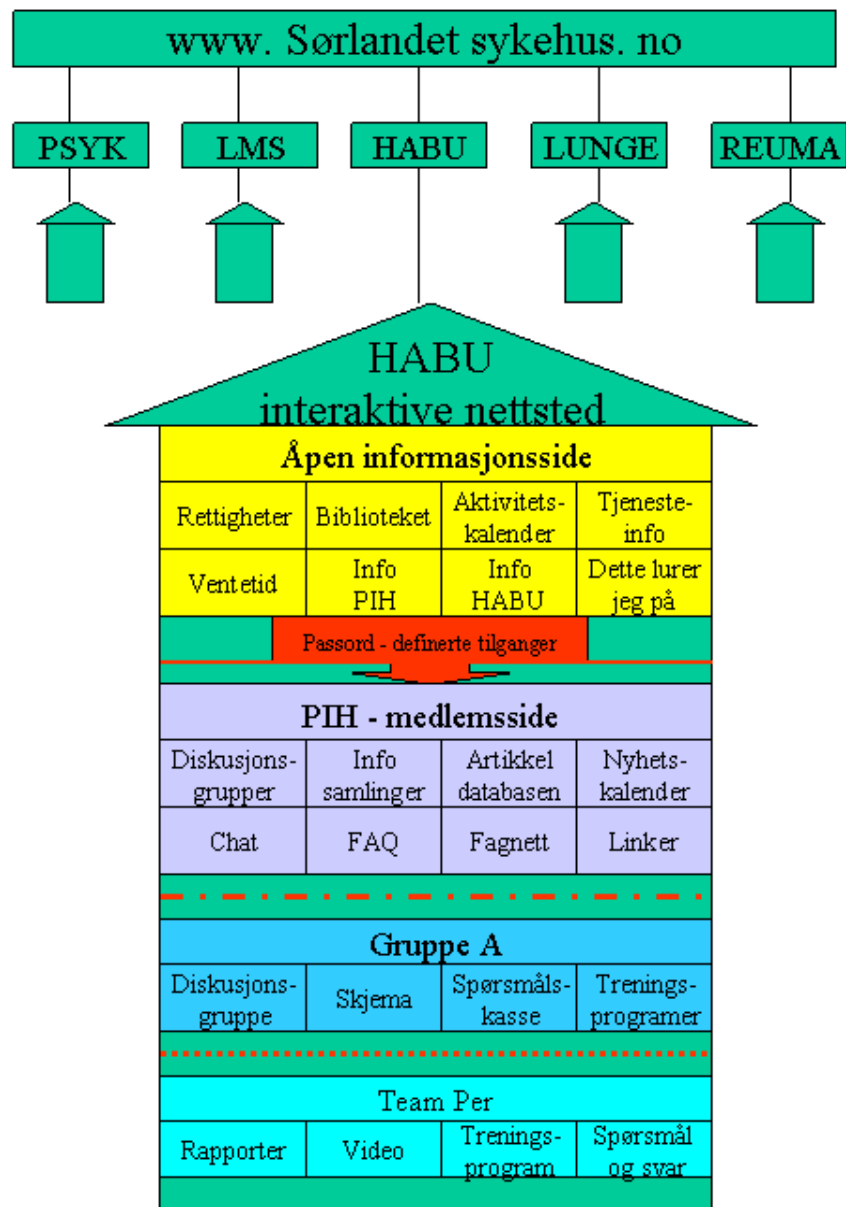 www. Sørlandet sykehus. no
PSYK
LMS
HABU
LUNGE
REUMA
HABU
interaktive nettsted
Åpen informasjonsside
Rettigheter
Biblioteket
Aktivitets-
kalender
Tjeneste-
info
Ventetid
Info
PIH
Info
HABU
Dette lurer
jeg på
Passord - definerte tilganger
PIH - medlemsside
Diskusjons-
grupper
Info
samlinger
Artikkel
databasen
Nyhets-
kalender
Chat
FAQ
Fagnett
Linker
Gruppe A
Diskusjons-
gruppe
Skjema
Spørsmåls-
kasse
Trenings-
programer
Team Per
Rapporter
Video
Trenings-
program
Spørsmål
og svar